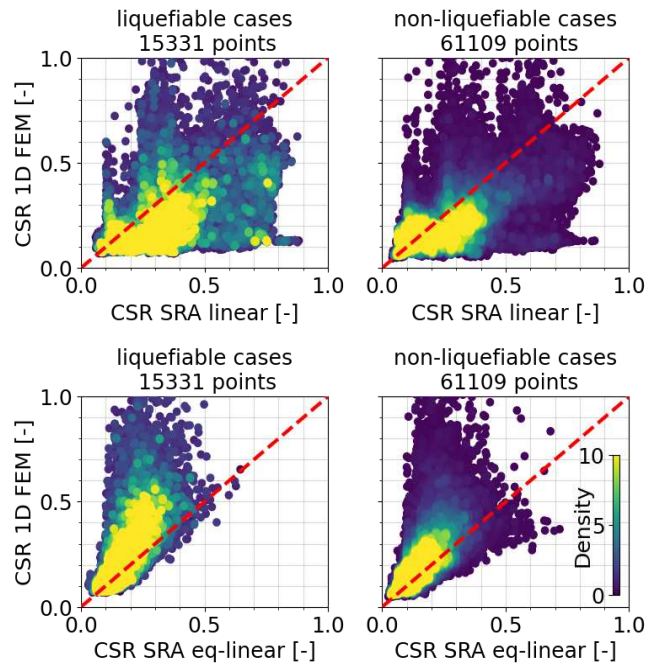 liquefiable cases
15331 points
non-liquefiable cases
61109 points
CSR 1D FEM [-]
1.0
0.5
0.0
0.0
0.5
1.0
0.0
0.5
1.0
CSR SRA linear [-]
CSR SRA linear [-]
liquefiable cases
15331 points
non-liquefiable cases
61109 points
CSR 1D FEM [-]
1.0
0.5
0.0
0.0
0.5
1.0
0.0
0.5
1.0
Density
10
5
0
CSR SRA eq-linear [-]
CSR SRA eq-linear [-]